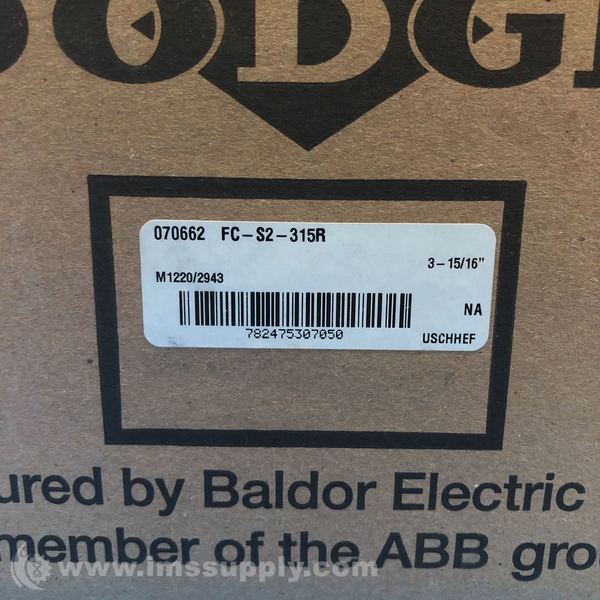 ODG
070662 FC-S2-315R
3-15/16"
M1220/2943
NA
782475307050
USCHHEF
ured by Baldor Electric
member of the ABB gro
www.imssupply.com